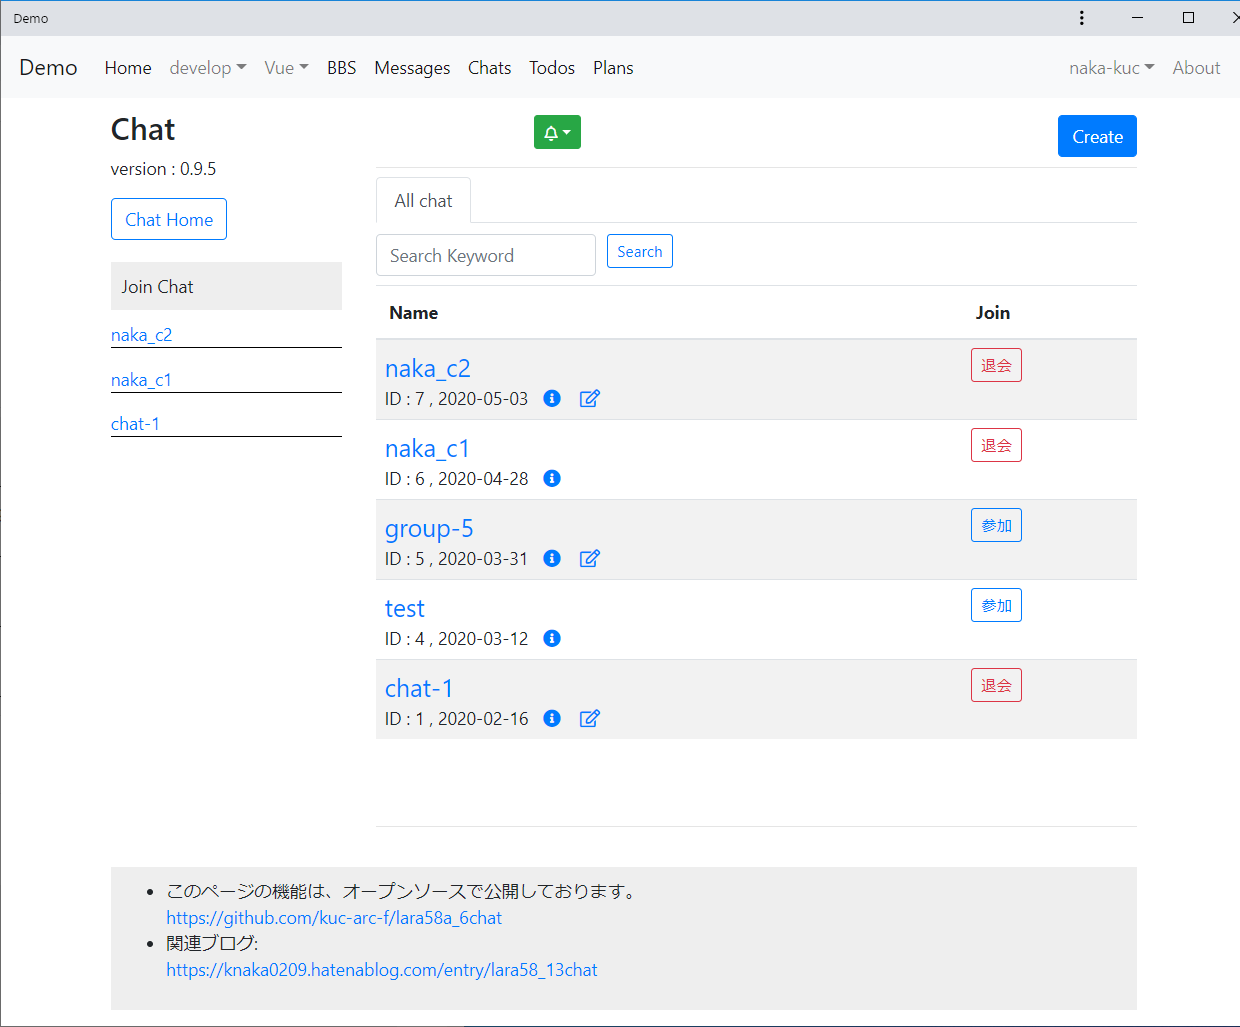 Demo
Demo Home develop Vue BBS Messages Chats Todos Plans naka-kuc About
Chat
version : 0.9.5
Chat Home
Join Chat
naka_c2
naka_c1
chat-1
Create
All chat
Search Keyword Search
Name Join
naka_c2 退会
ID : 7 , 2020-05-03
naka_c1 退会
ID : 6 , 2020-04-28
group-5 参加
ID : 5 , 2020-03-31
test 参加
ID : 4 , 2020-03-12
chat-1 退会
ID : 1 , 2020-02-16
このページの機能は、オープンソースで公開しております。
https://github.com/kuc-arc-f/lara58a_6chat
関連ブログ:
https://knaka0209.hatenablog.com/entry/lara58_13chat